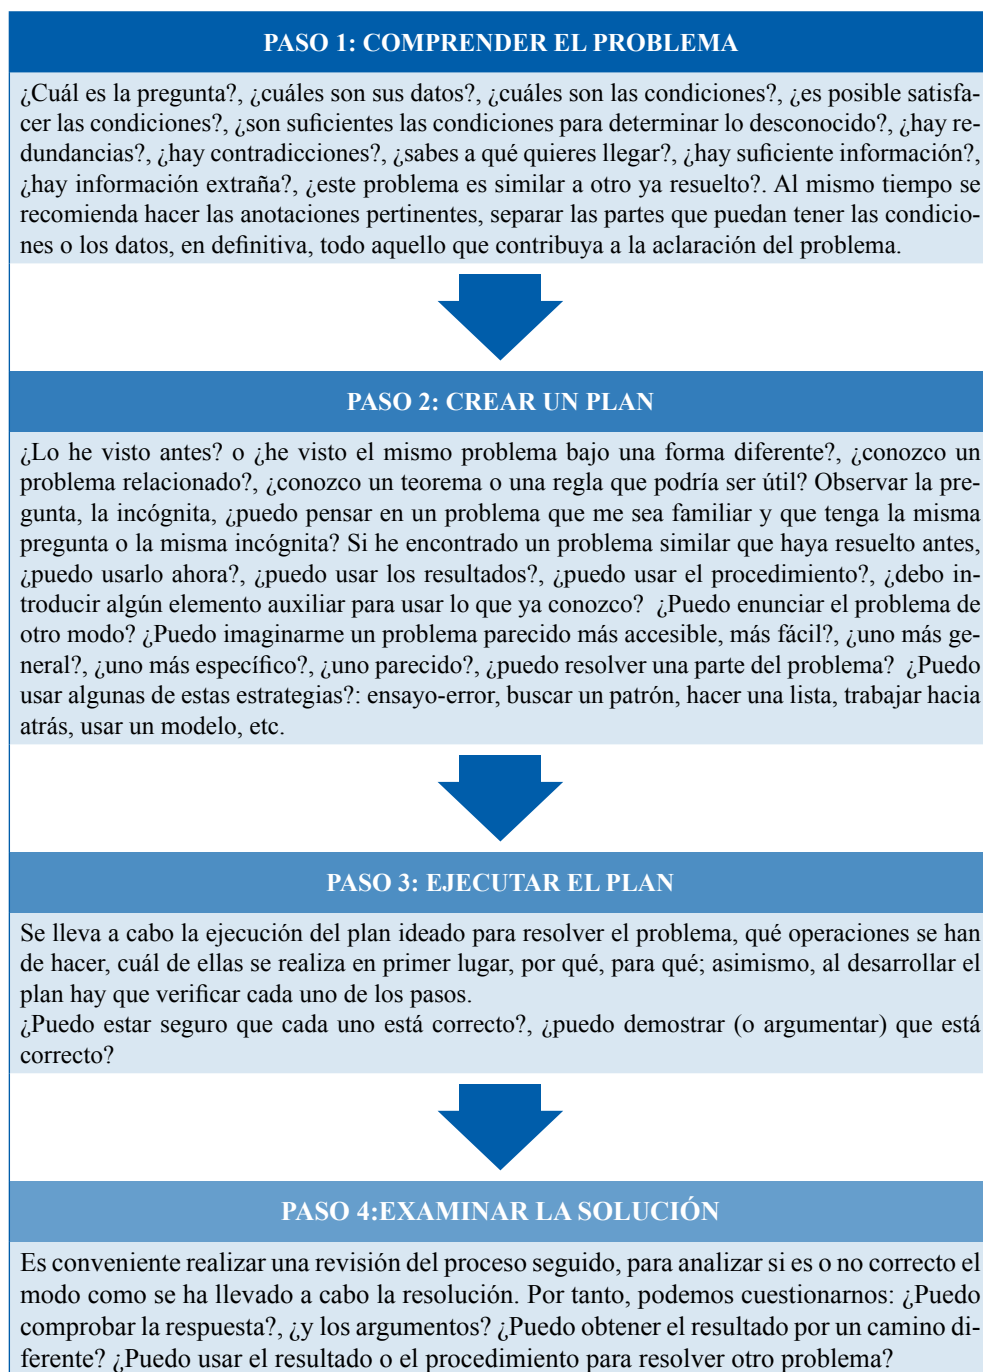 PASO 1: COMPRENDER EL PROBLEMA
¿Cuál es la pregunta?, ¿cuáles son sus datos?, ¿cuáles son las condiciones?, ¿es posible satisfa-
cer las condiciones?, ¿son suficientes las condiciones para determinar lo desconocido?, ¿hay re-
dundancias?, ¿hay contradicciones?, ¿sabes a qué quieres llegar?, ¿hay suficiente información?,
¿hay información extraña?, ¿este problema es similar a otro ya resuelto?. Al mismo tiempo se
recomienda hacer las anotaciones pertinentes, separar las partes que puedan tener las condicio-
nes o los datos, en definitiva, todo aquello que contribuya a la aclaración del problema.
PASO 2: CREAR UN PLAN
¿Lo he visto antes? o ¿he visto el mismo problema bajo una forma diferente?, ¿conozco un
problema relacionado?, ¿conozco un teorema o una regla que podría ser útil? Observar la pre-
gunta, la incógnita, ¿puedo pensar en un problema que me sea familiar y que tenga la misma
pregunta o la misma incógnita? Si he encontrado un problema similar que haya resuelto antes,
¿puedo usarlo ahora?, ¿puedo usar los resultados?, ¿puedo usar el procedimiento?, ¿debo in-
troducir algún elemento auxiliar para usar lo que ya conozco? ¿Puedo enunciar el problema de
otro modo? ¿Puedo imaginarme un problema parecido más accesible, más fácil?, ¿uno más ge-
neral?, ¿uno más específico?, ¿uno parecido?, ¿puedo resolver una parte del problema? ¿Puedo
usar algunas de estas estrategias?: ensayo-error, buscar un patrón, hacer una lista, trabajar hacia
atrás, usar un modelo, etc.
PASO 3: EJECUTAR EL PLAN
Se lleva a cabo la ejecución del plan ideado para resolver el problema, qué operaciones se han
de hacer, cuál de ellas se realiza en primer lugar, por qué, para qué; asimismo, al desarrollar el
plan hay que verificar cada uno de los pasos.
¿Puedo estar seguro que cada uno está correcto?, ¿puedo demostrar (o argumentar) que está
correcto?
PASO 4:EXAMINAR LA SOLUCIÓN
Es conveniente realizar una revisión del proceso seguido, para analizar si es o no correcto el
modo como se ha llevado a cabo la resolución. Por tanto, podemos cuestionarnos: ¿Puedo
comprobar la respuesta?, ¿y los argumentos? ¿Puedo obtener el resultado por un camino di-
ferente? ¿Puedo usar el resultado o el procedimiento para resolver otro problema?